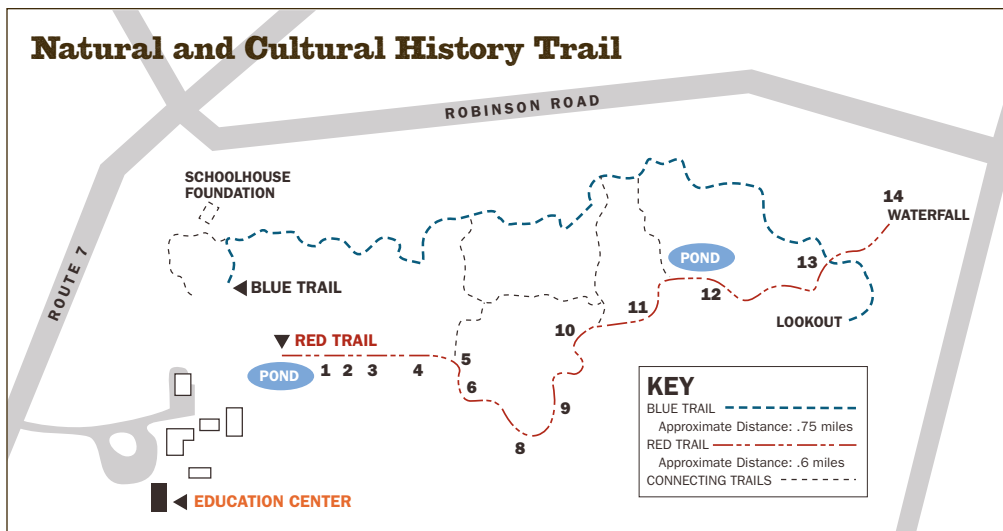 Natural and Cultural History Trail
ROBINSON ROAD
SCHOOLHOUSE
FOUNDATION
ROUTE 7
BLUE TRAIL
14
WATERFALL
POND
13
12
11
LOOKOUT
10
RED TRAIL
POND
1 2 3 4 5
6
9
8
EDUCATION CENTER
KEY
BLUE TRAIL
Approximate Distance: .75 miles
RED TRAIL
Approximate Distance: .6 miles
CONNECTING TRAILS